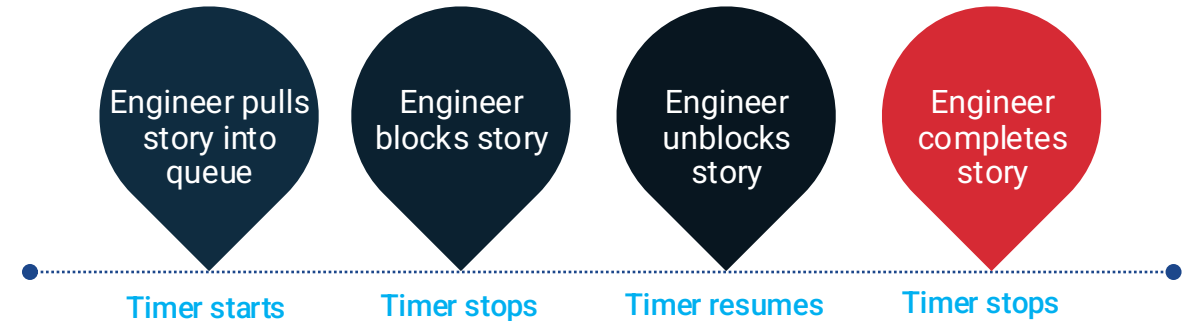 Engineer pulls
story into
queue
Engineer
blocks story
Engineer
unblocks
story
Engineer
completes
story
Timer starts
Timer stops
Timer resumes
Timer stops